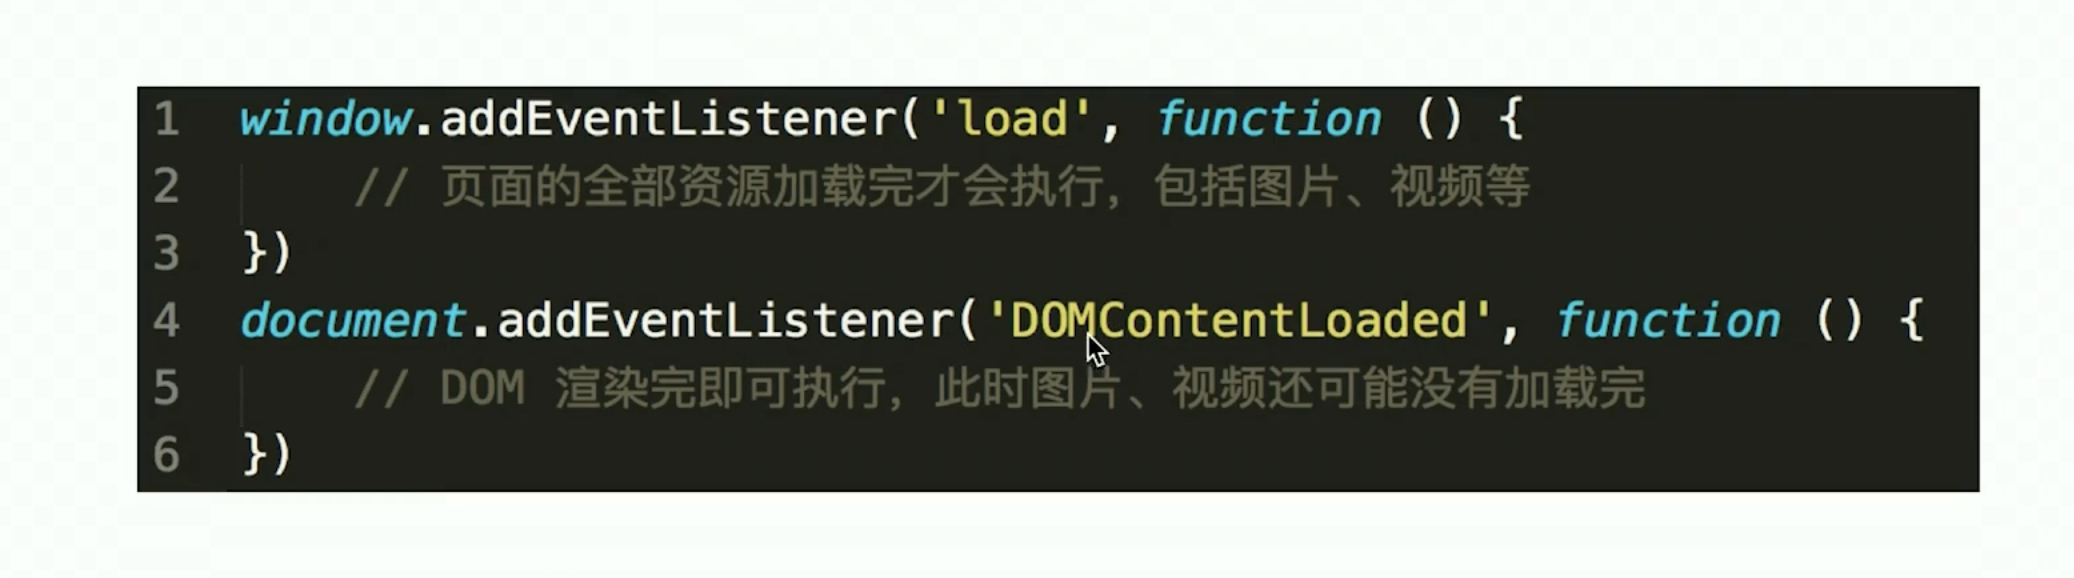 1 window.addEventListener('load', function () {
2 // 页面的全部资源加载完才会执行，包括图片、视频等
3 })
4 document.addEventListener('DOMContentLoaded', function () {
5 // DOM 渲染完即可执行，此时图片、视频还可能没有加载完
6 })